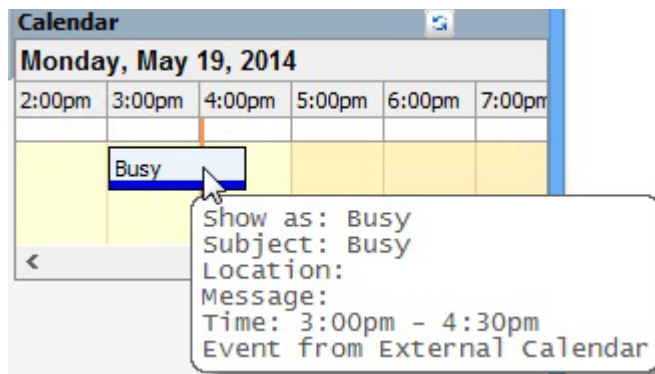 Calendar
Monday, May 19, 2014
2:00pm 3:00pm 4:00pm 5:00pm 6:00pm 7:00pm
Busy
Show as: Busy
Subject: Busy
Location:
Message:
Time: 3:00pm - 4:30pm
Event from External Calendar